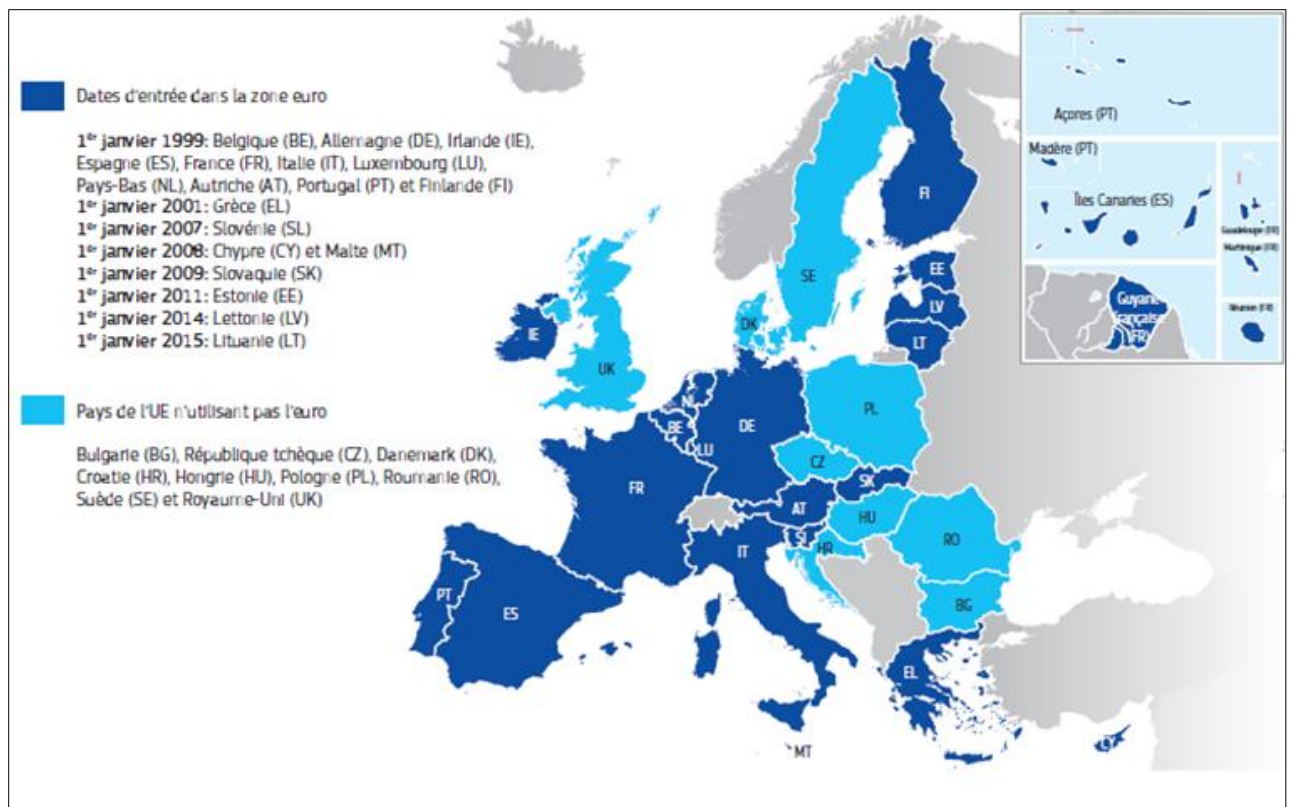 Dates d'entrée dans la zone euro
1er janvier 1999: Belgique (BE), Allemagne (DE), Irlande (IE),
Espagne (ES), France (FR), Italie (IT), Luxembourg (LU),
Pays-Bas (NL), Autriche (AT), Portugal (PT) et Finlande (FI)
1er janvier 2001: Grèce (EL)
1er janvier 2007: Slovénie (SL)
1er janvier 2008: Chypre (CY) et Malte (MT)
1er janvier 2009: Slovaquie (SK)
1er janvier 2011: Estonie (EE)
1er janvier 2014: Lettonie (LV)
1er janvier 2015: Lituanie (LT)
Pays de l'UE n'utilisant pas l'euro
Bulgarie (BG), République tchèque (CZ), Danemark (DK),
Croatie (HR), Hongrie (HU), Pologne (PL), Roumanie (RO),
Suède (SE) et Royaume-Uni (UK)
Açores (PT)
Madère (PT)
Îles Canaries (ES)
Guadeloupe (FR)
Martinique (FR)
Guyane
française
(FR)
Réunion (FR)
FI
SE
EE
LV
LT
DK
IE
UK
NL
BE
LU
DE
PL
CZ
SK
FR
AT
HU
SI
HR
IT
RO
BG
PT
ES
EL
MT
CY